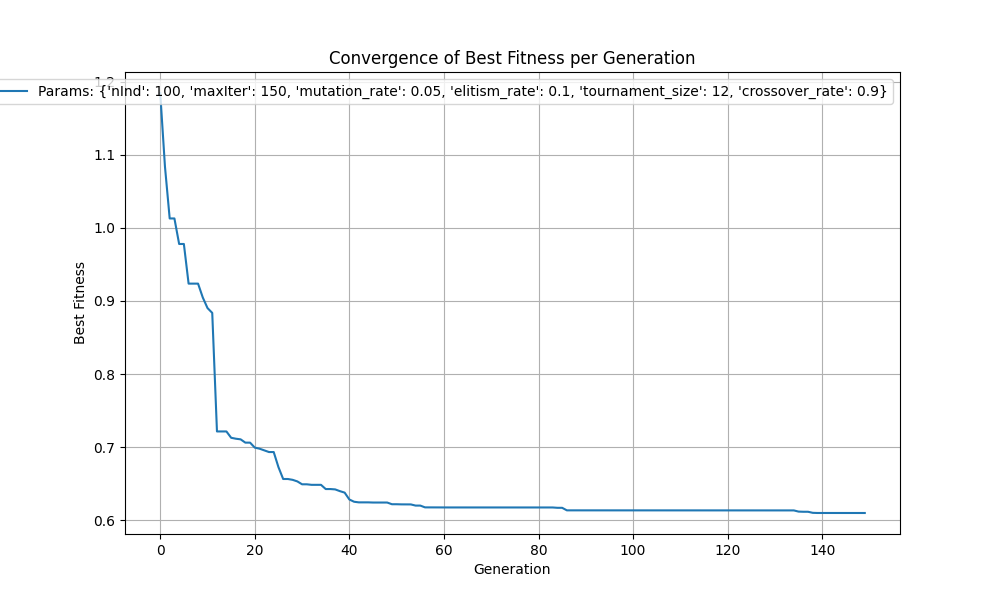 Convergence of Best Fitness per Generation
1.2
Params: {'nInd': 100, 'maxIter': 150, 'mutation_rate': 0.05, 'elitism_rate': 0.1, 'tournament_size': 12, 'crossover_rate': 0.9}
1.1
1.0
0.9
0.8
0.7
0.6
Best Fitness
0 20 40 60 80 100 120 140
Generation